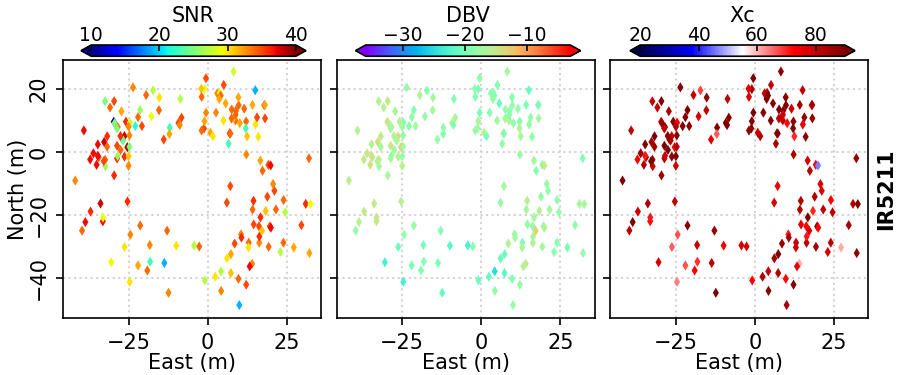 SNR DBV Xc
10 20 30 40 −30 −20 −10 20 40 60 80
20
0
−20
−40
North (m)
−25 0 25 −25 0 25 −25 0 25
East (m) East (m) East (m)
IR5211